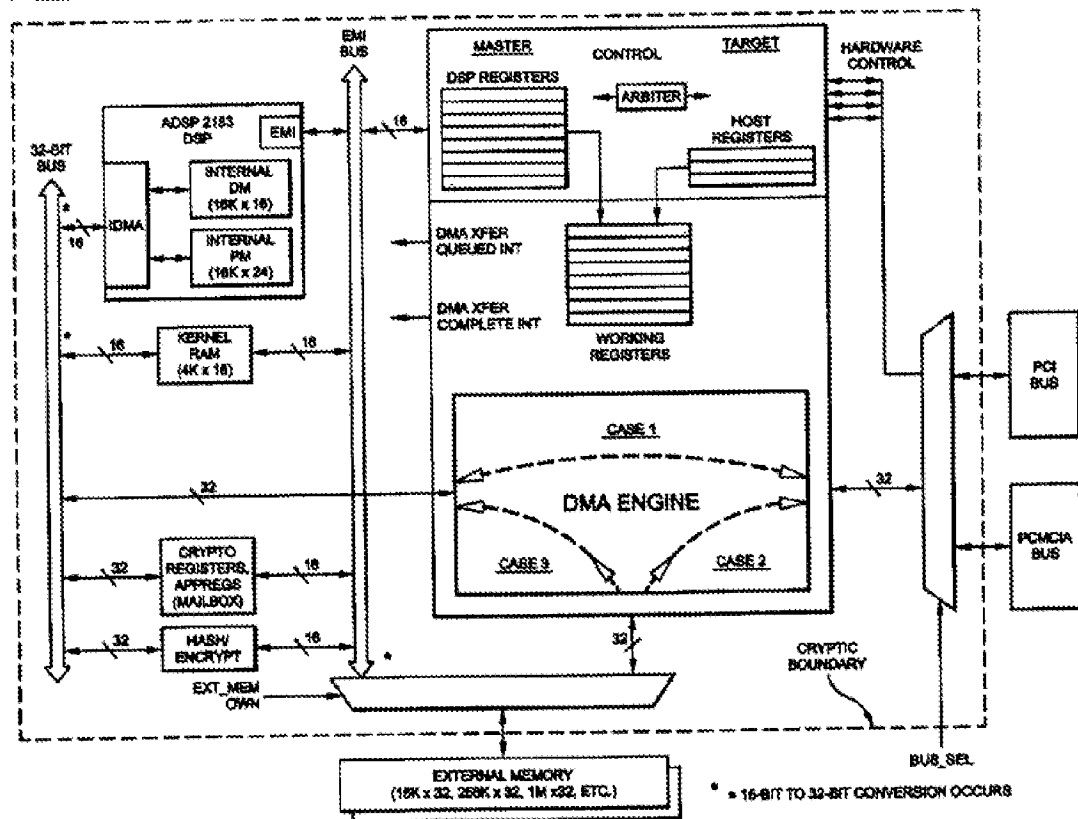 EMI
BUS
MASTER
CONTROL
TARGET
HARDWARE
CONTROL
DSP REGISTERS
ARBITER
HOST
REGISTERS
ADSP 2183
DSP
EMI
16
32-BIT
BUS
*
16
IDMA
INTERNAL
DM
(16K x 16)
INTERNAL
PM
(16K x 24)
DMA XFER
QUEUED INT
DMA XFER
COMPLETE INT
WORKING
REGISTERS
*
16
KERNEL
RAM
(4K x 16)
16
PCI
BUS
CASE 1
32
DMA ENGINE
32
CASE 3
CASE 2
PCMCIA
BUS
32
CRYPTO
REGISTERS,
APPREGS
(MAILBOX)
16
32
HASH/
ENCRYPT
16
*
32
EXT_MEM
OWN
CRYPTIC
BOUNDARY
BUS_SEL
EXTERNAL MEMORY
(16K x 32, 256K x 32, 1M x32, ETC.)
* = 16-BIT TO 32-BIT CONVERSION OCCURS